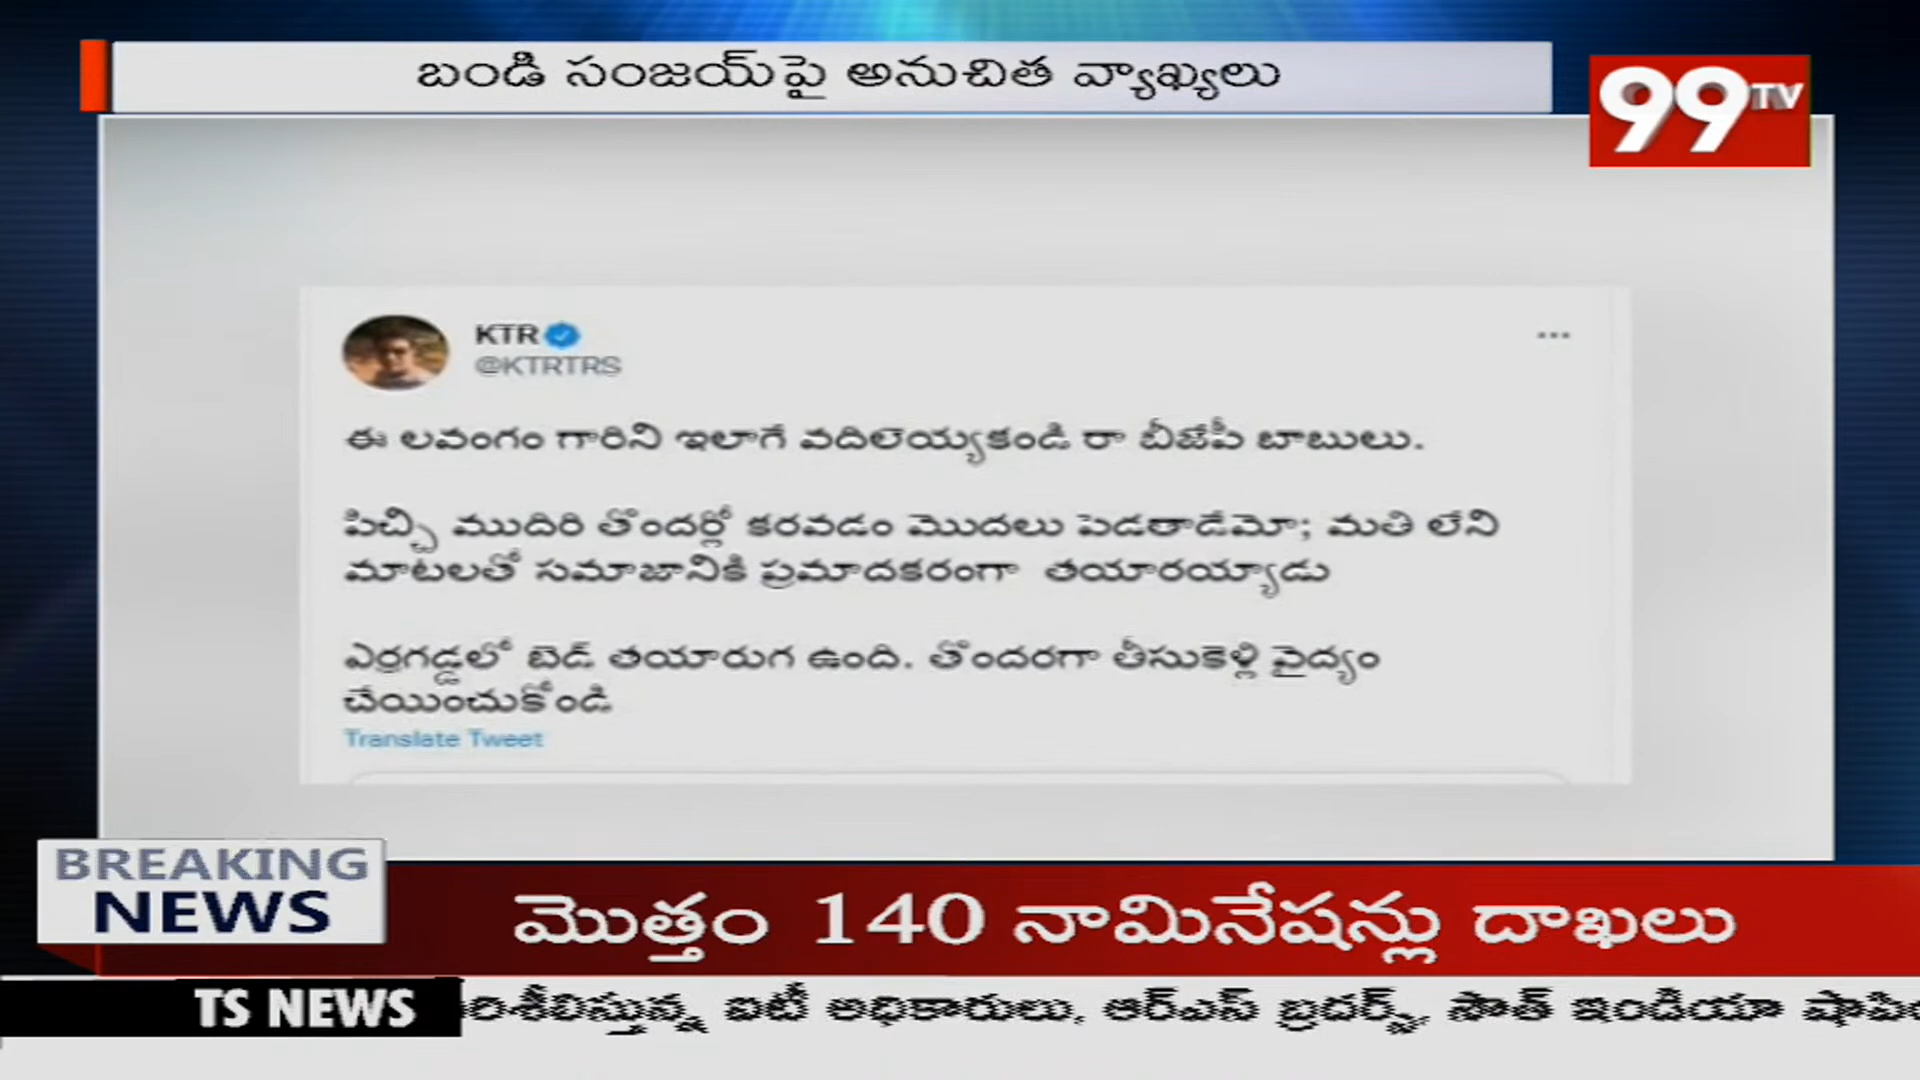 బండి సంజయ్‌పై అనుచిత వ్యాఖ్యలు
99TV
KTR
@KTRTRS
ఈ లవంగం గారిని ఇలాగే వదిలెయ్యకండి రా బీజేపీ బాబులు.
పిచ్చి ముదిరి తొందర్లో కరవడం మొదలు పెడతాడేమో; మతి లేని
మాటలతో సమాజానికి ప్రమాదకరంగా తయారయ్యాడు
ఎర్రగడ్డలో బెడ్ తయారుగ ఉంది. తొందరగా తీసుకెళ్లి వైద్యం
చేయించుకోండి
Translate Tweet
BREAKING
NEWS
మొత్తం 140 నామినేషన్లు దాఖలు
TS NEWS
ఐటీ అధికారులు, ఆర్ఎస్ బ్రదర్స్, సౌత్ ఇండియా